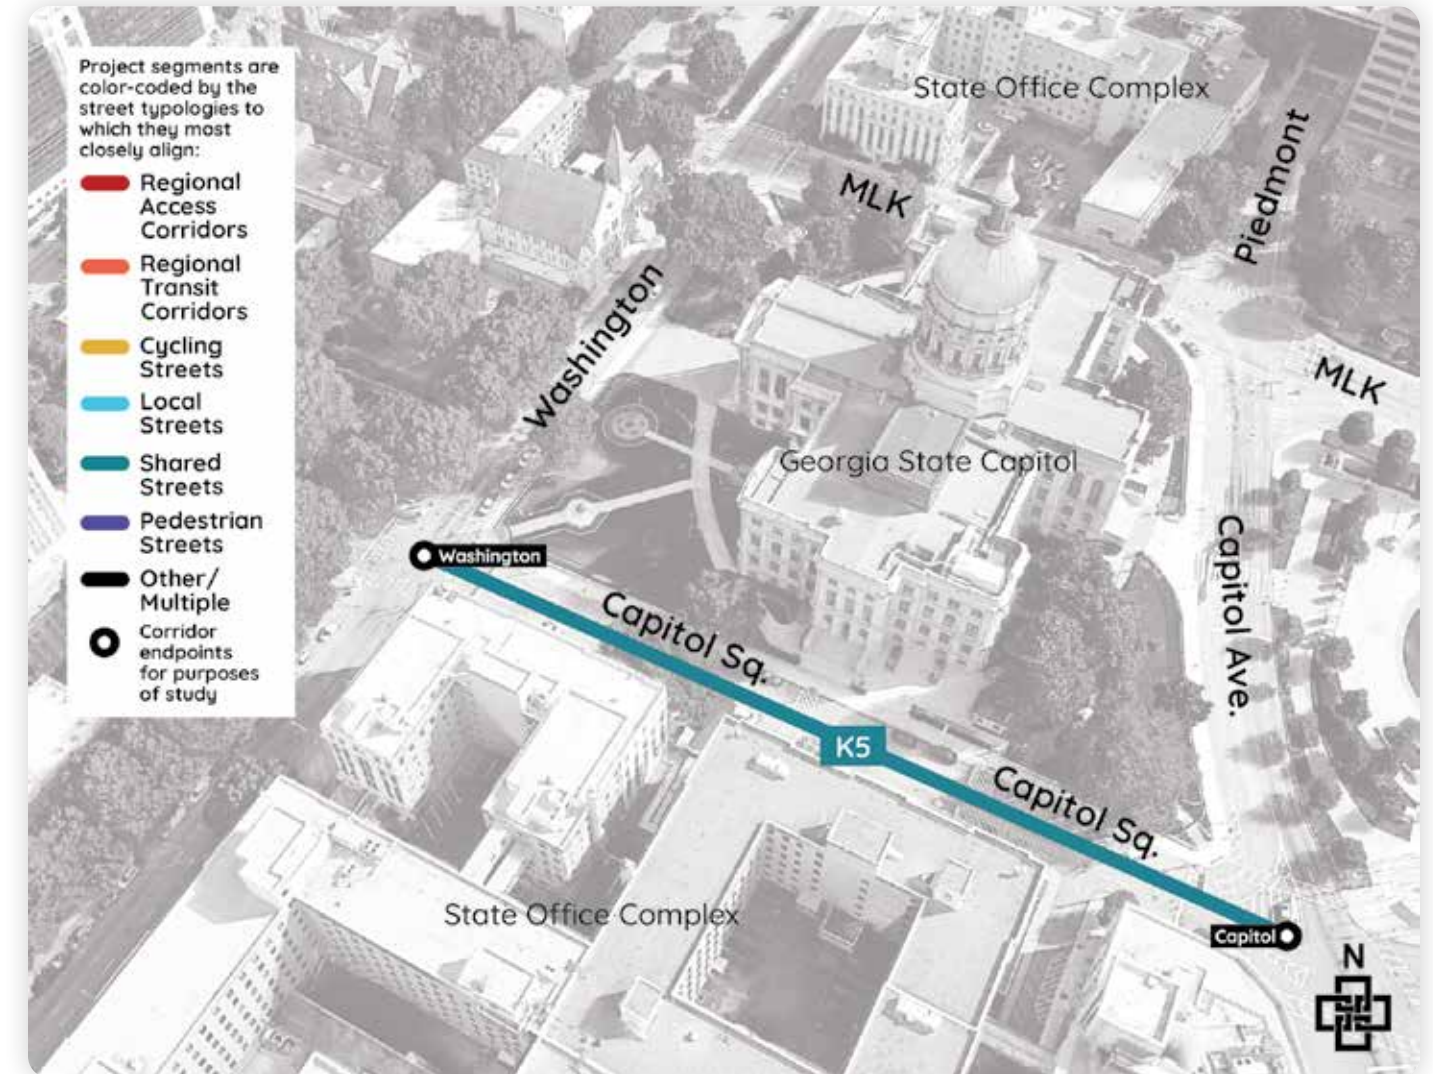 Project segments are
color-coded by the
street typologies to
which they most
closely align:
Regional
Access
Corridors
Regional
Transit
Corridors
Cycling
Streets
Local
Streets
Shared
Streets
Pedestrian
Streets
Other/
Multiple
Corridor
endpoints
for purposes
of study
State Office Complex
MLK
Piedmont
Washington
MLK
Georgia State Capitol
Washington
Capitol Sq.
Capitol Ave.
K5
Capitol Sq.
State Office Complex
Capitol
N